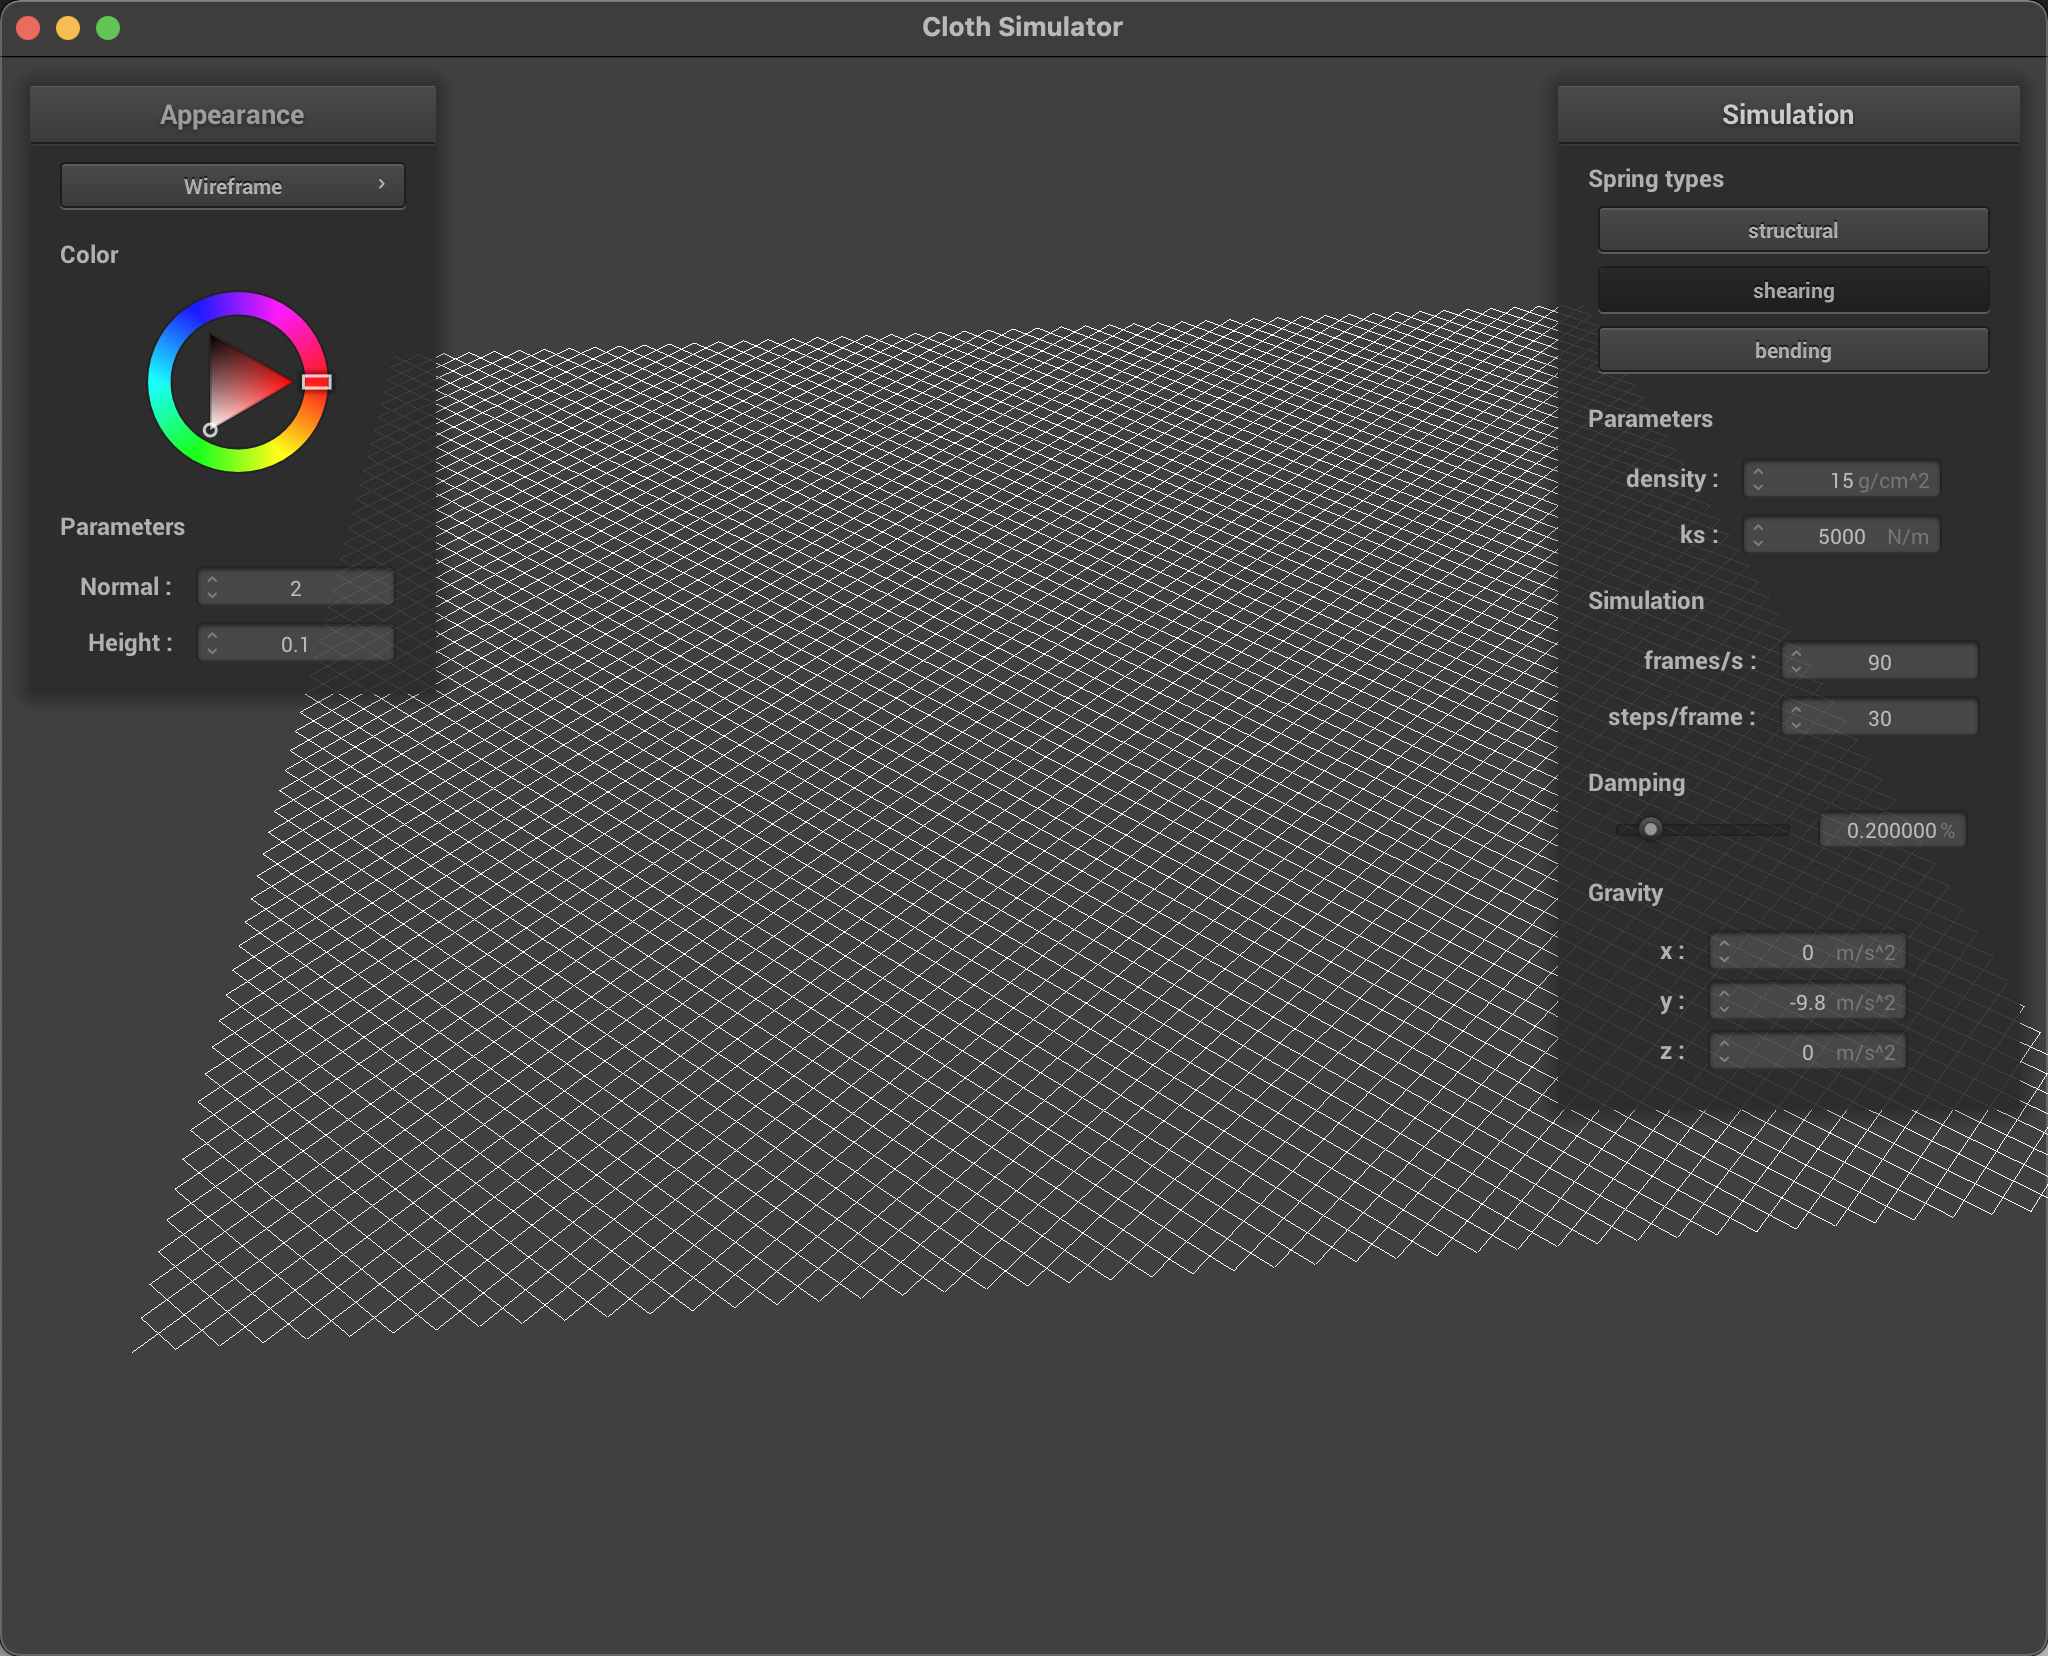 Cloth Simulator
Appearance
Wireframe
Color
Parameters
Normal : 2
Height : 0.1
Simulation
Spring types
structural
shearing
bending
Parameters
density : 15 g/cm^2
ks : 5000 N/m
Simulation
frames/s : 90
steps/frame : 30
Damping
0.200000 %
Gravity
x : 0 m/s^2
y : -9.8 m/s^2
z : 0 m/s^2